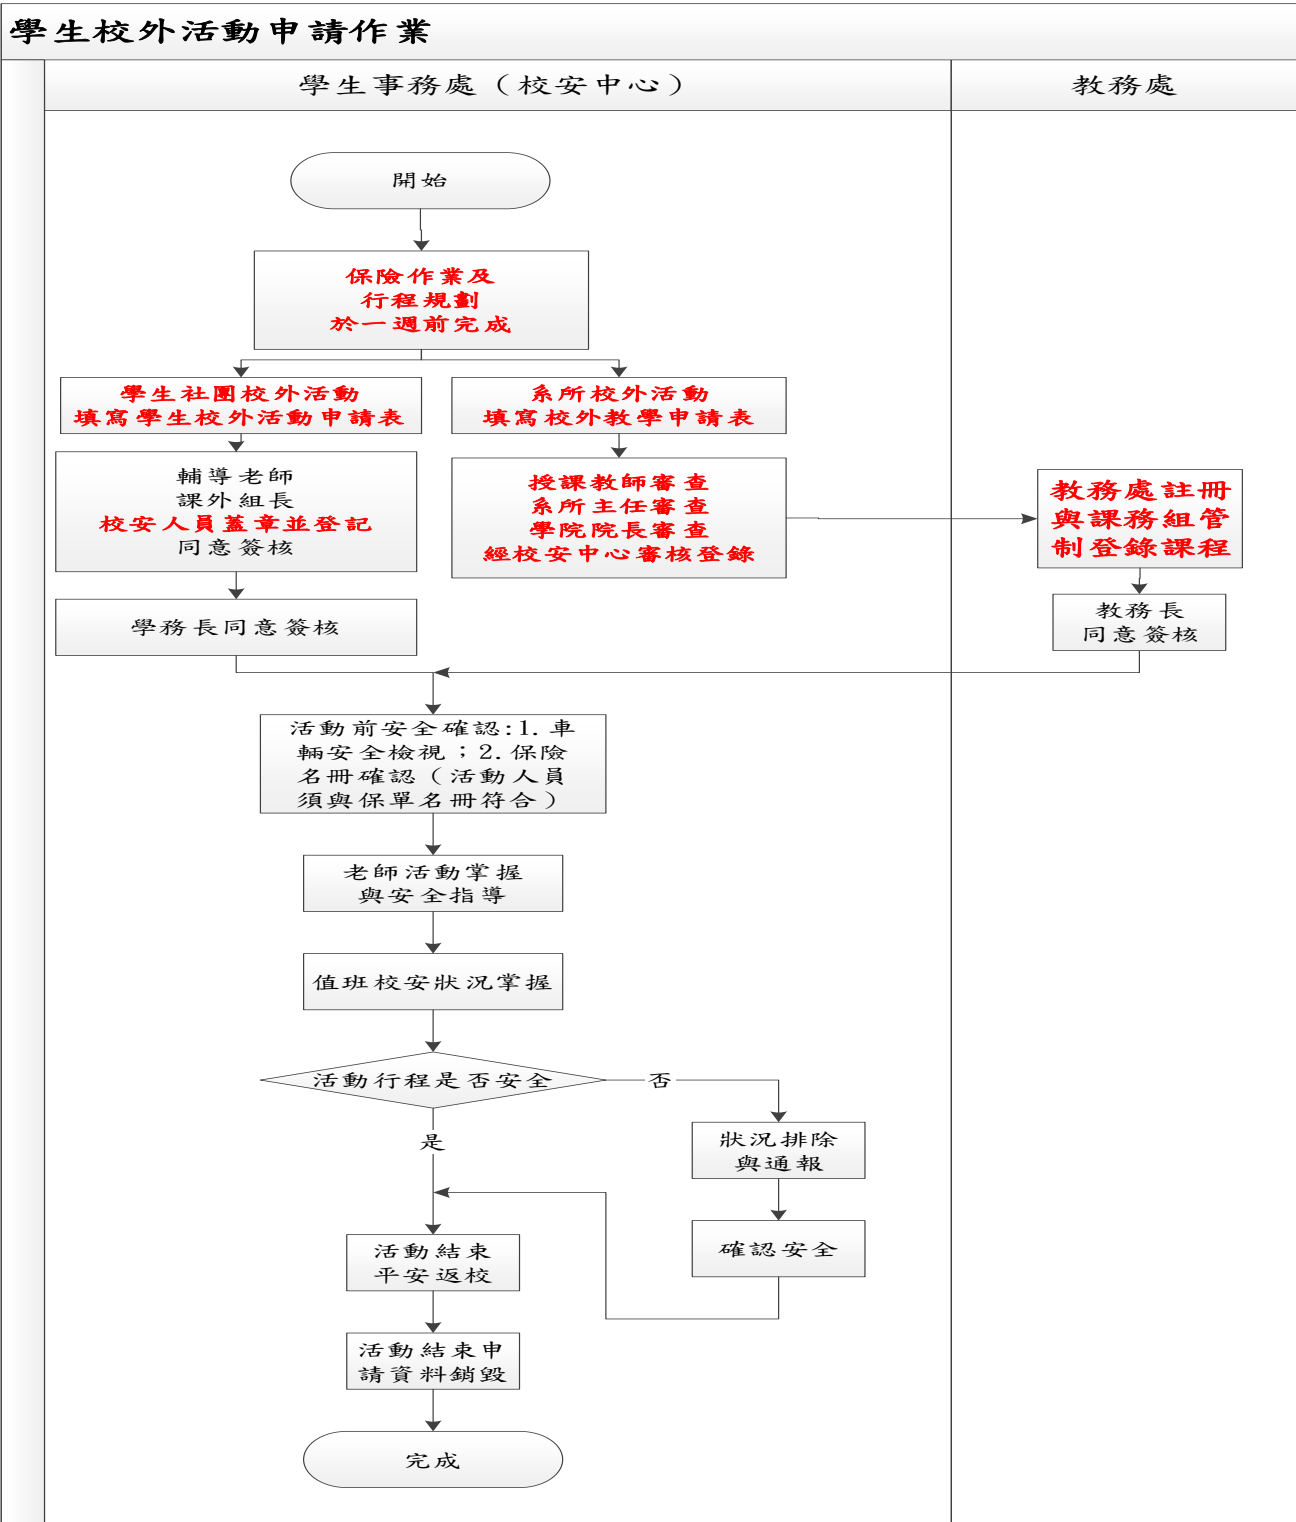 學生校外活動申請作業
學生事務處（校安中心）
教務處
開始
保險作業及
行程規劃
於一週前完成
學生社團校外活動
填寫學生校外活動申請表
系所校外活動
填寫校外教學申請表
輔導老師
課外組長
校安人員蓋章並登記
同意簽核
授課教師審查
系所主任審查
學院院長審查
經校安中心審核登錄
教務處註冊
與課務組管
制登錄課程
學務長同意簽核
教務長
同意簽核
活動前安全確認:1.車
輛安全檢視；2.保險
名冊確認（活動人員
須與保單名冊符合）
老師活動掌握
與安全指導
值班校安狀況掌握
活動行程是否安全
否
是
狀況排除
與通報
確認安全
活動結束
平安返校
活動結束申
請資料銷毀
完成